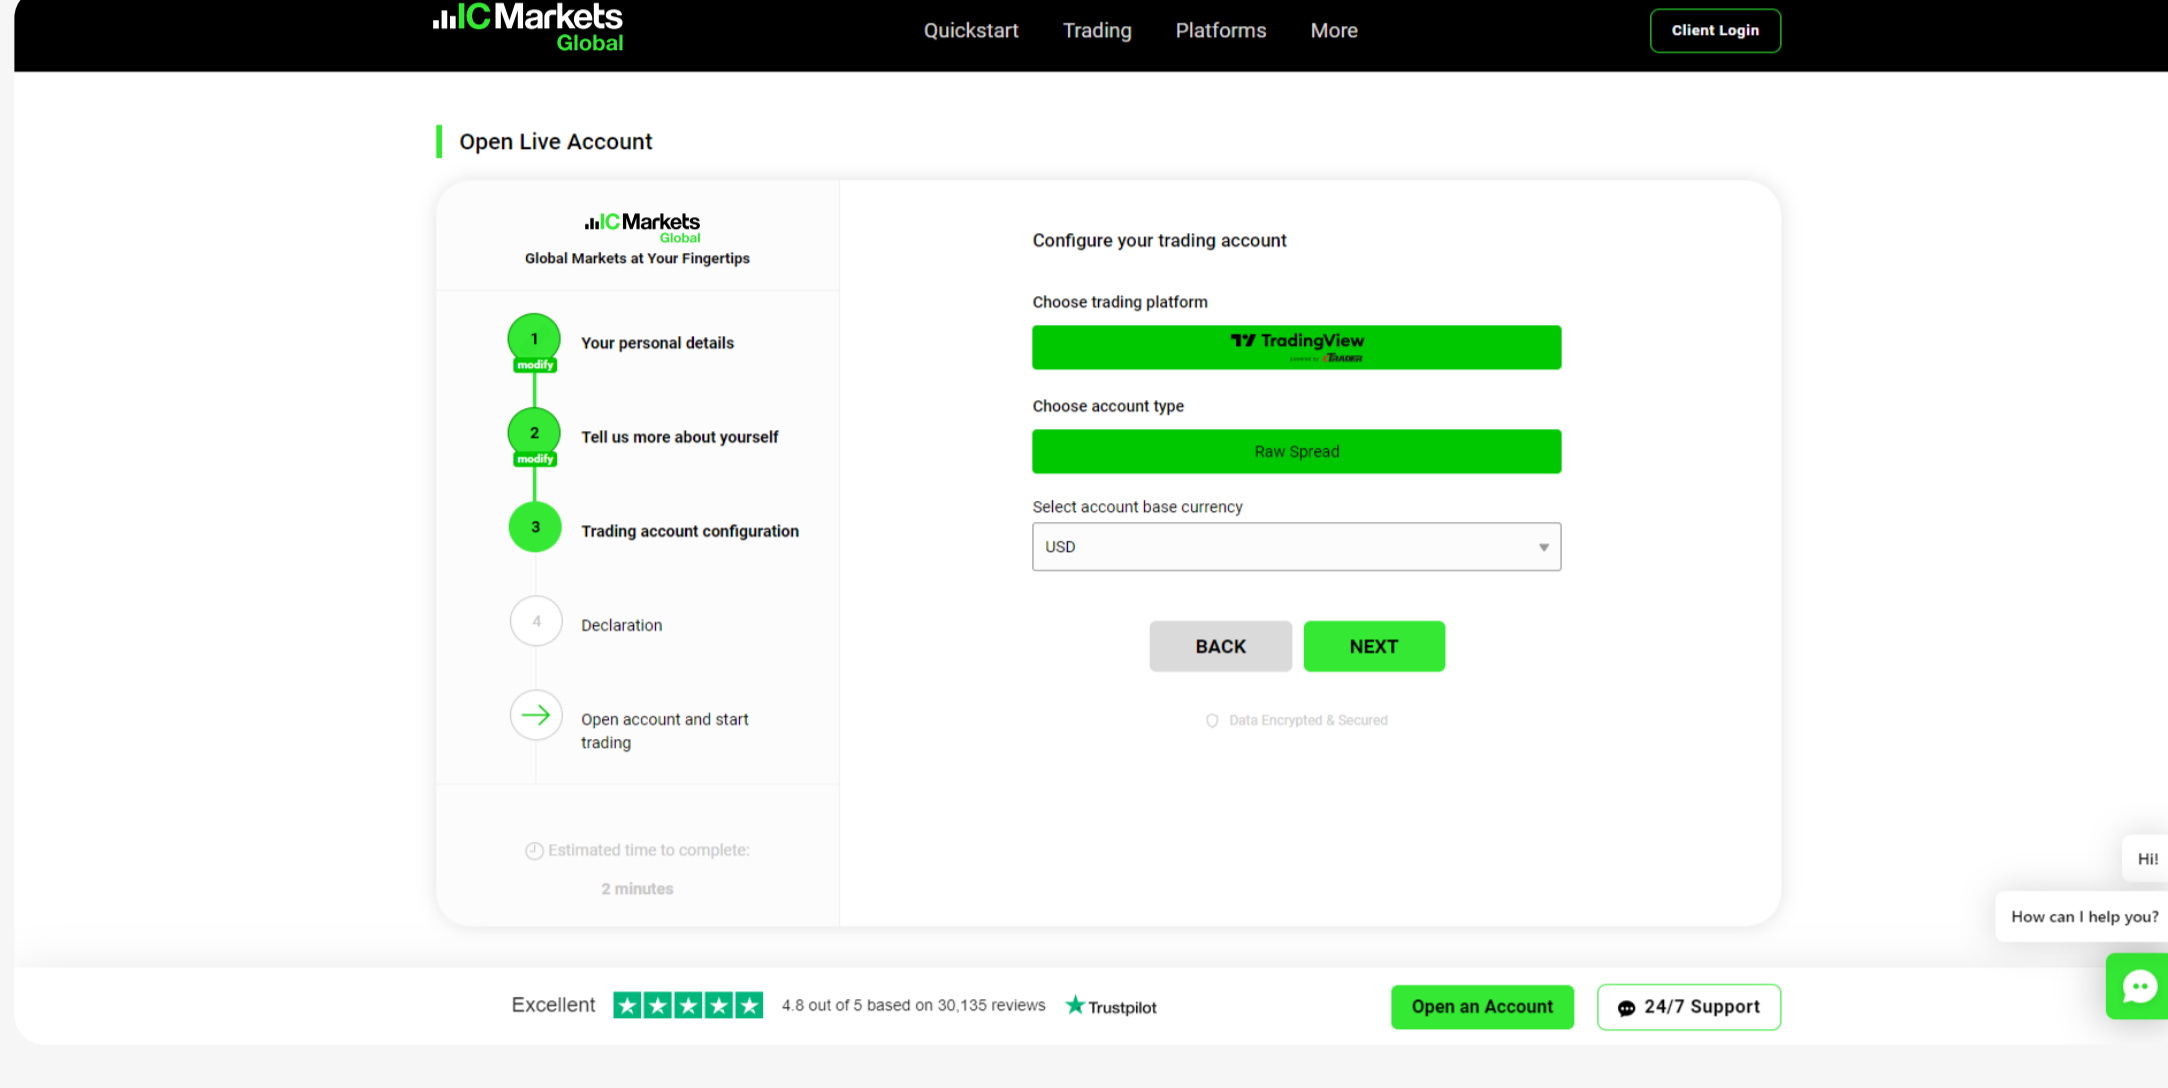 IC Markets
Global
Quickstart
Trading
Platforms
More
Client Login
Open Live Account
IC Markets
Global
Global Markets at Your Fingertips
1
modify
Your personal details
2
modify
Tell us more about yourself
3
Trading account configuration
4
Declaration
Open account and start
trading
Estimated time to complete:
2 minutes
Configure your trading account
Choose trading platform
TradingView
powered by cTRADER
Choose account type
Raw Spread
Select account base currency
USD
BACK
NEXT
Data Encrypted & Secured
Hi!
How can I help you?
Excellent
4.8 out of 5 based on 30,135 reviews
Trustpilot
Open an Account
24/7 Support